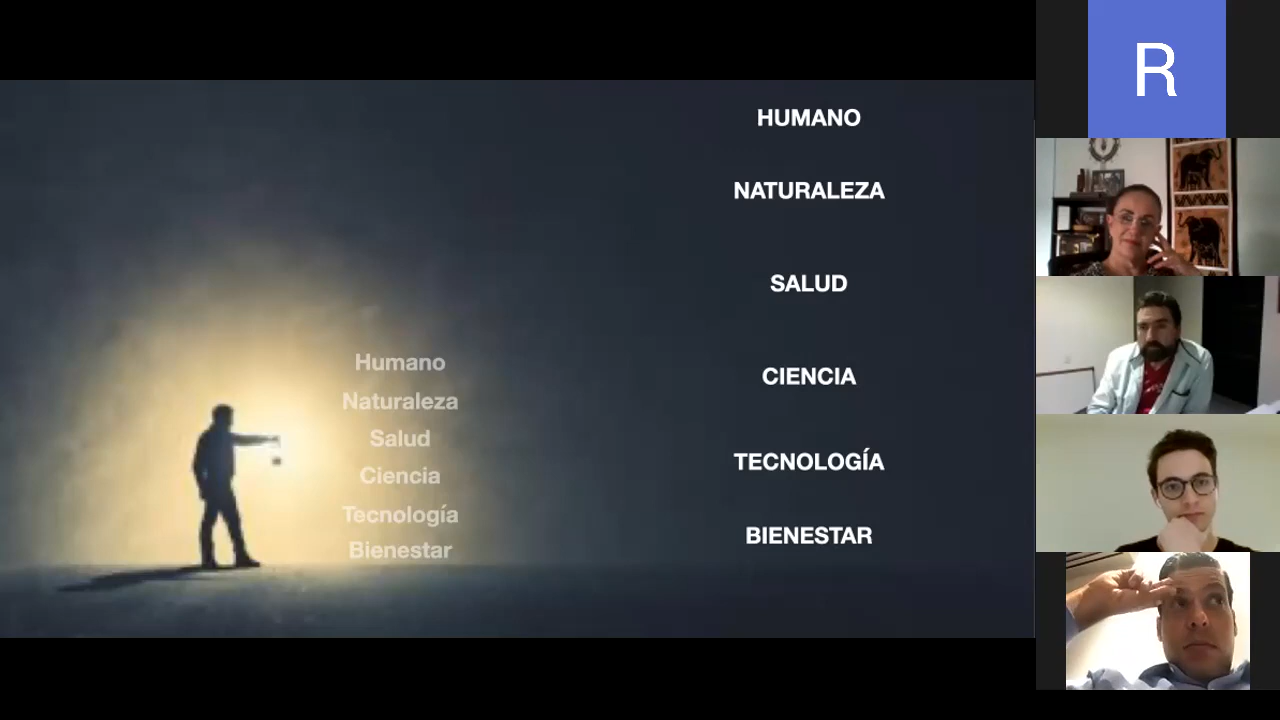 HUMANO
NATURALEZA
SALUD
CIENCIA
TECNOLOGÍA
BIENESTAR
Humano
Naturaleza
Salud
Ciencia
Tecnología
Bienestar
R